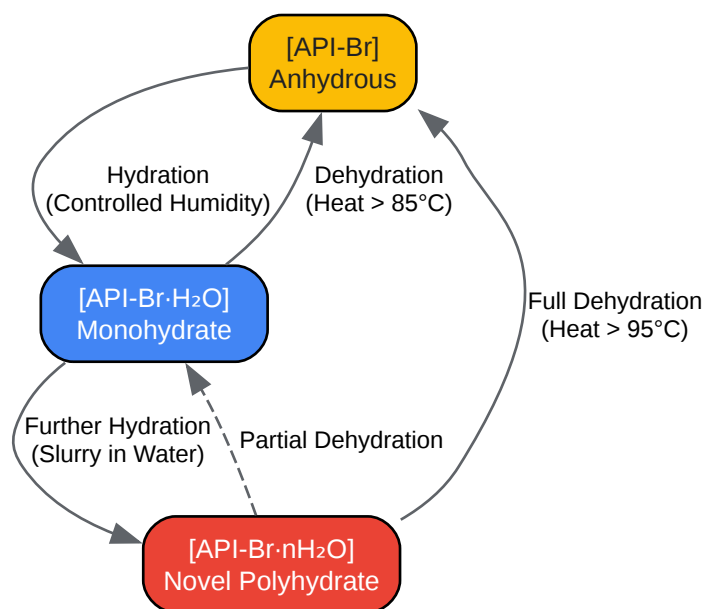 [API-Br]
Anhydrous
Hydration
(Controlled Humidity)
Dehydration
(Heat > 85°C)
[API-Br·H₂O]
Monohydrate
Full Dehydration
(Heat > 95°C)
Further Hydration
(Slurry in Water)
Partial Dehydration
[API-Br·nH₂O]
Novel Polyhydrate